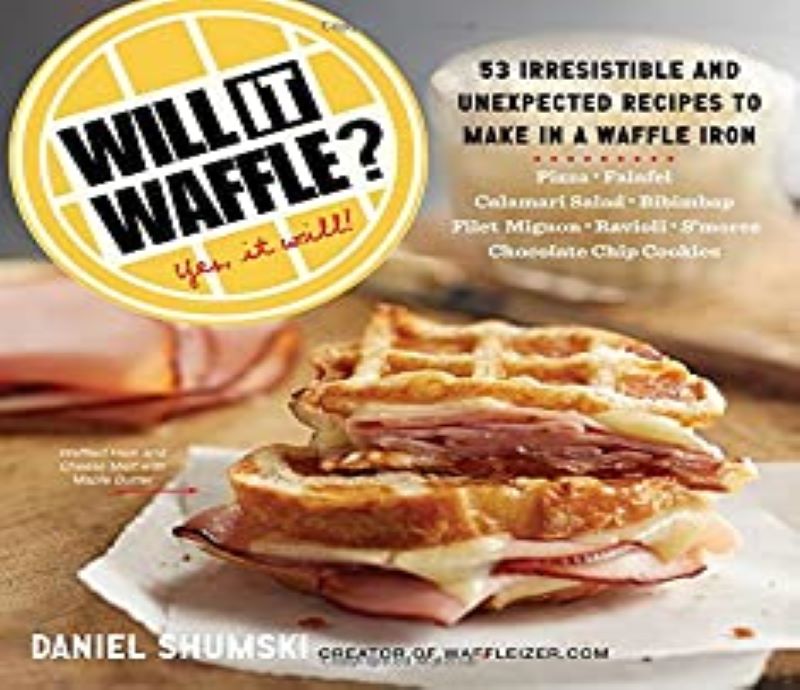 WILL IT
WAFFLE?
yes, it will!
53 IRRESISTIBLE AND
UNEXPECTED RECIPES TO
MAKE IN A WAFFLE IRON
Pizza • Falafel
Calamari Salad • Bibimbap
Filet Mignon • Ravioli • S'mores
Chocolate Chip Cookies
Waffled Ham and
Cheese Melt with
Maple Butter
DANIEL SHUMSKI CREATOR OF WAFFLEIZER.COM